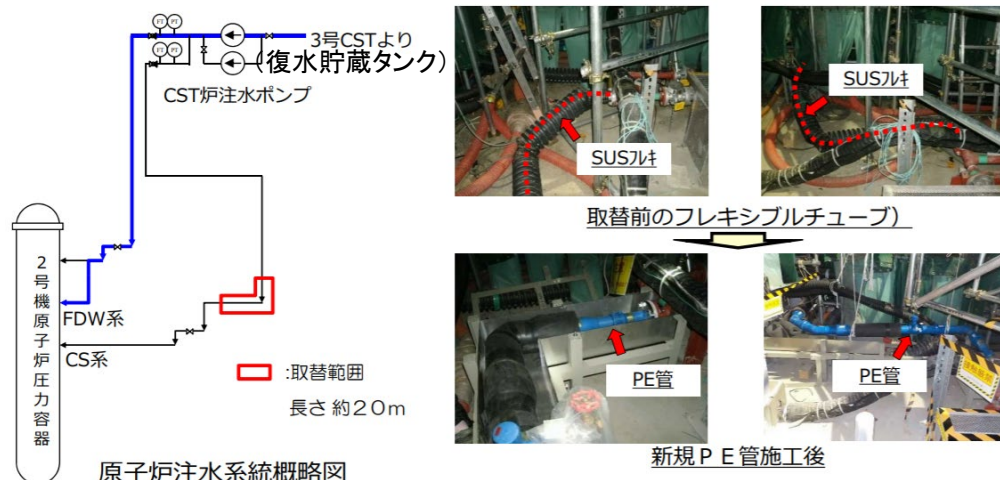 FT
PT
FT
PT
3号CSTより
(復水貯蔵タンク)
CST炉注水ポンプ
2号機原子炉圧力容器
FDW系
CS系
:取替範囲
長さ 約20m
原子炉注水系統概略図
SUSフレキ
SUSフレキ
取替前のフレキシブルチューブ)
PE管
PE管
新規PE管施工後